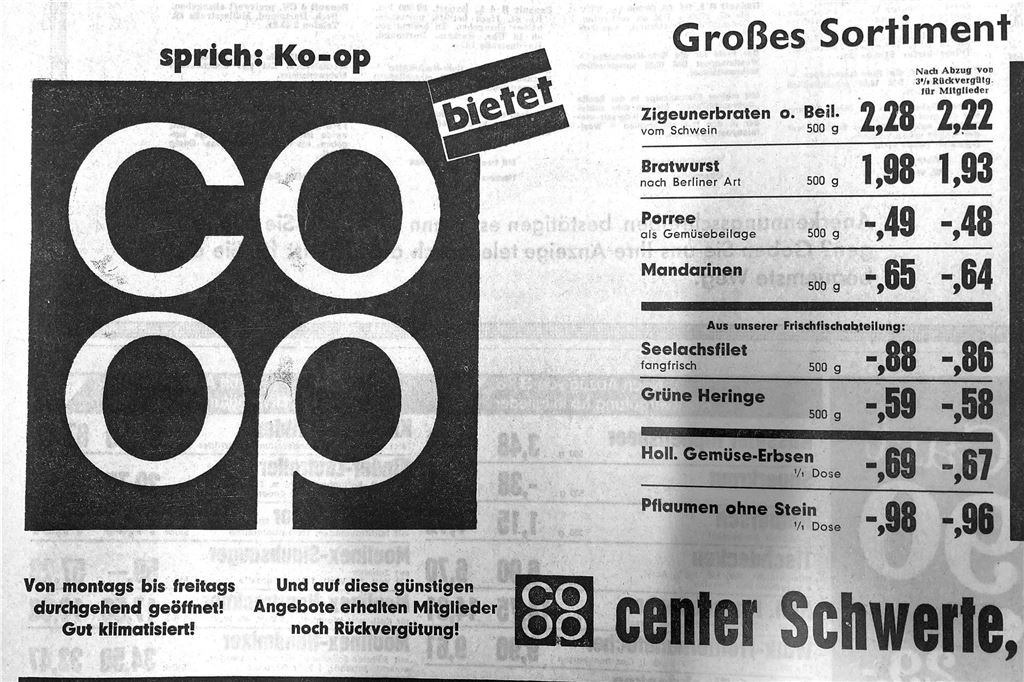 sprich: Ko-op
co
op
bietet
Großes Sortiment
Nach Abzug von
3% Rückvergütg.
für Mitglieder
Zigeunerbraten o. Beil.
vom Schwein 500 g 2,28 2,22
Bratwurst
nach Berliner Art 500 g 1,98 1,93
Porree
als Gemüsebeilage 500 g -,49 -,48
Mandarinen
500 g -,65 -,64
Aus unserer Frischfischabteilung:
Seelachsfilet
fangfrisch 500 g -,88 -,86
Grüne Heringe
500 g -,59 -,58
Holl. Gemüse-Erbsen
1/1 Dose -,69 -,67
Pflaumen ohne Stein
1/1 Dose -,98 -,96
Von montags bis freitags
durchgehend geöffnet!
Gut klimatisiert!
Und auf diese günstigen
Angebote erhalten Mitglieder
noch Rückvergütung!
co
op
center Schwerte,